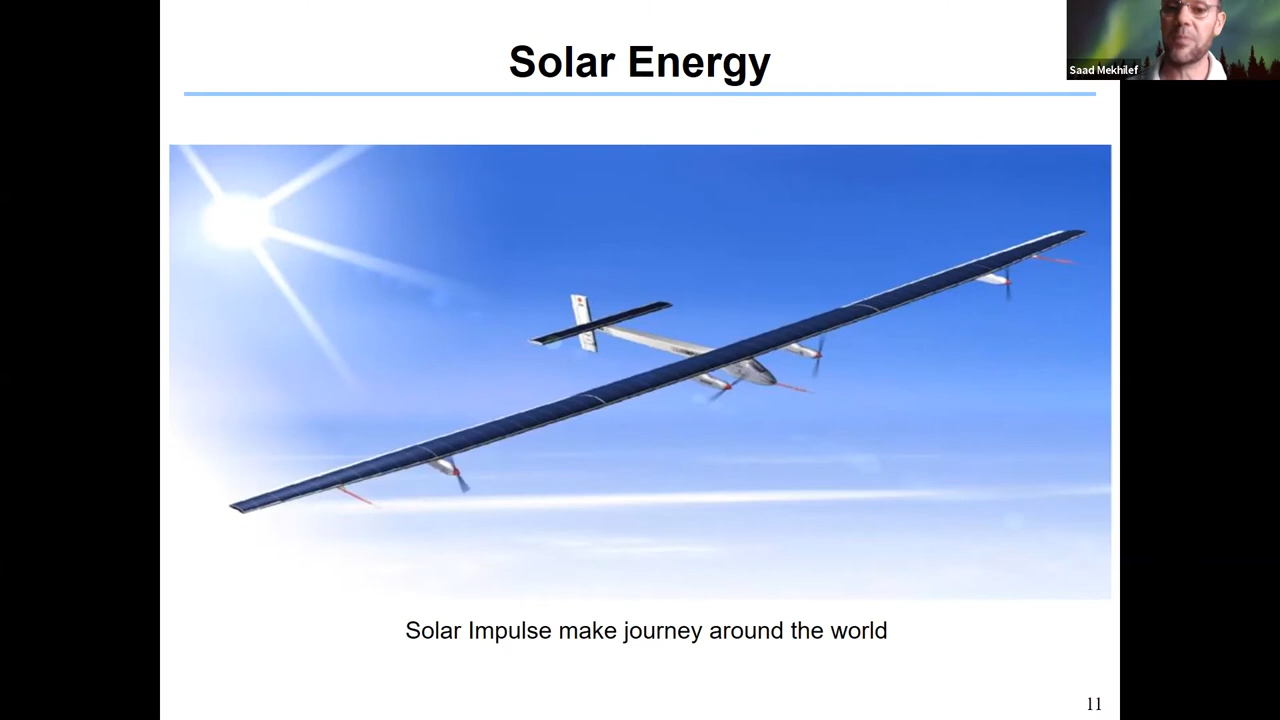 Solar Energy
Saad Mekhilef
Solar Impulse make journey around the world
11